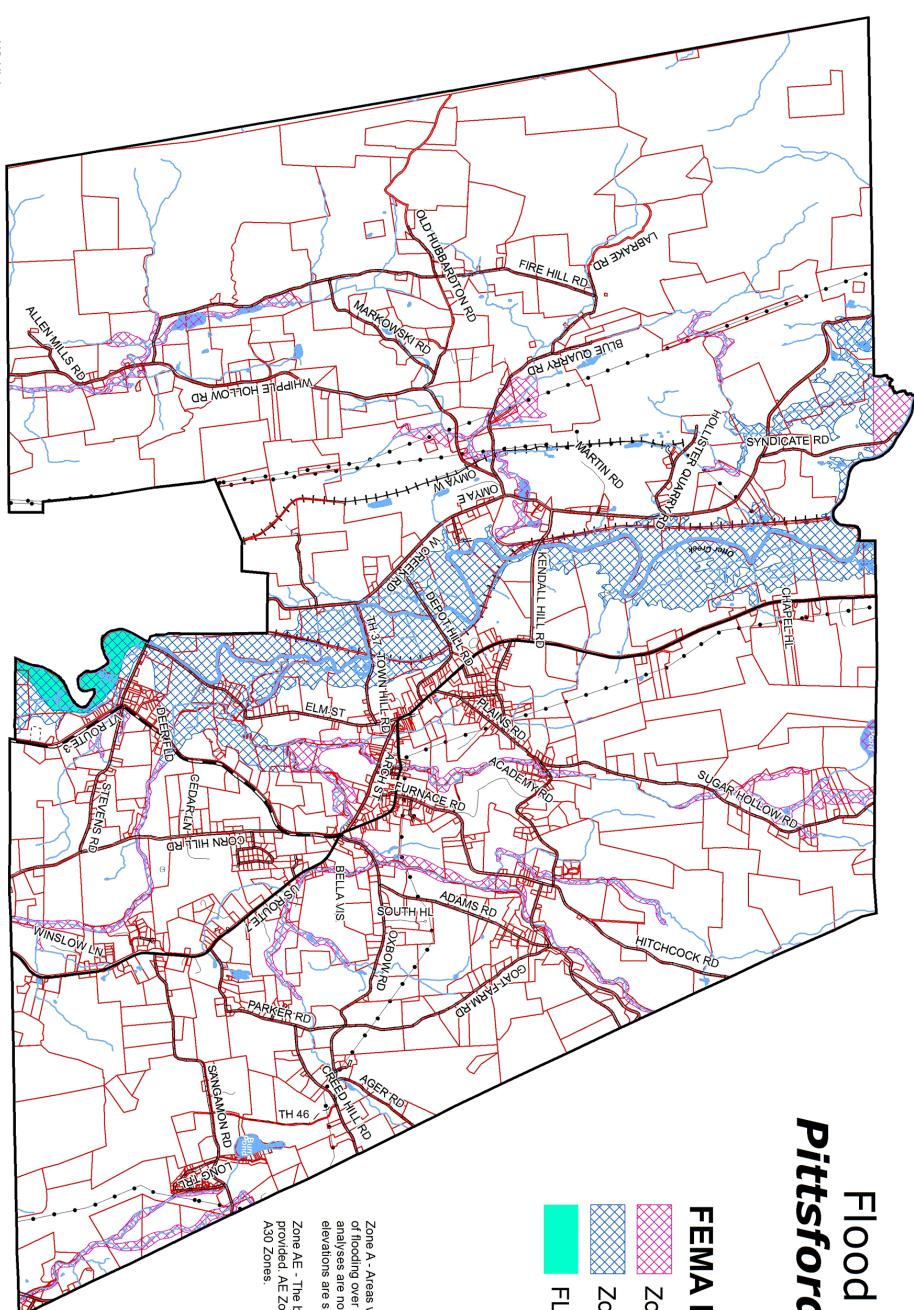 Flood
Pittsford
FEMA
Zo
Zo
FL
Zone A - Areas
of flooding over
analyses are no
elevations are s
Zone AE - The b
provided. AE Zo
A30 Zones.
LABRAKE RD
OLD HUBBARDTON RD
FIRE HILL RD
MARKOWSKI RD
BLUE QUARRY RD
ALLEN MILLS RD
WHIPPLE HOLLOW RD
HOLLISTER QUARRY RD
SYNDICATE RD
MARTIN RD
OMYA W
OMYA E
Otter Creek
W CREEK RD
KENDALL HILL RD
DEPOT HILL RD
CHAPEL HL
TH 37
TOWN HILL RD
ELM ST
PLAINS RD
ARCH ST
FURNACE RD
ACADEMY RD
SUGAR HOLLOW RD
VT ROUTE 3
DEERFIELD
STEVENS RD
CEDAR LN
CORN HILL RD
BELLA VIS
US ROUTE 7
SOUTH HL
ADAMS RD
HITCHCOCK RD
WINSLOW LN
OXBOW RD
GOAT FARM RD
PARKER RD
SANGAMON RD
CREED HILL RD
AGER RD
TH 46
Burr
Pond
LONG TRL